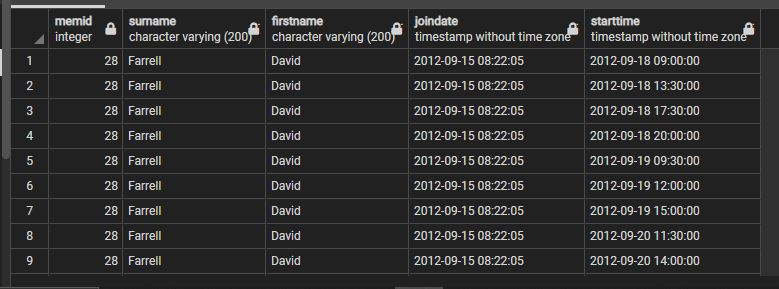 memid surname firstname joindate starttime
integer character varying (200) character varying (200) timestamp without time zone timestamp without time zone
1 28 Farrell David 2012-09-15 08:22:05 2012-09-18 09:00:00
2 28 Farrell David 2012-09-15 08:22:05 2012-09-18 13:30:00
3 28 Farrell David 2012-09-15 08:22:05 2012-09-18 17:30:00
4 28 Farrell David 2012-09-15 08:22:05 2012-09-18 20:00:00
5 28 Farrell David 2012-09-15 08:22:05 2012-09-19 09:30:00
6 28 Farrell David 2012-09-15 08:22:05 2012-09-19 12:00:00
7 28 Farrell David 2012-09-15 08:22:05 2012-09-19 15:00:00
8 28 Farrell David 2012-09-15 08:22:05 2012-09-20 11:30:00
9 28 Farrell David 2012-09-15 08:22:05 2012-09-20 14:00:00